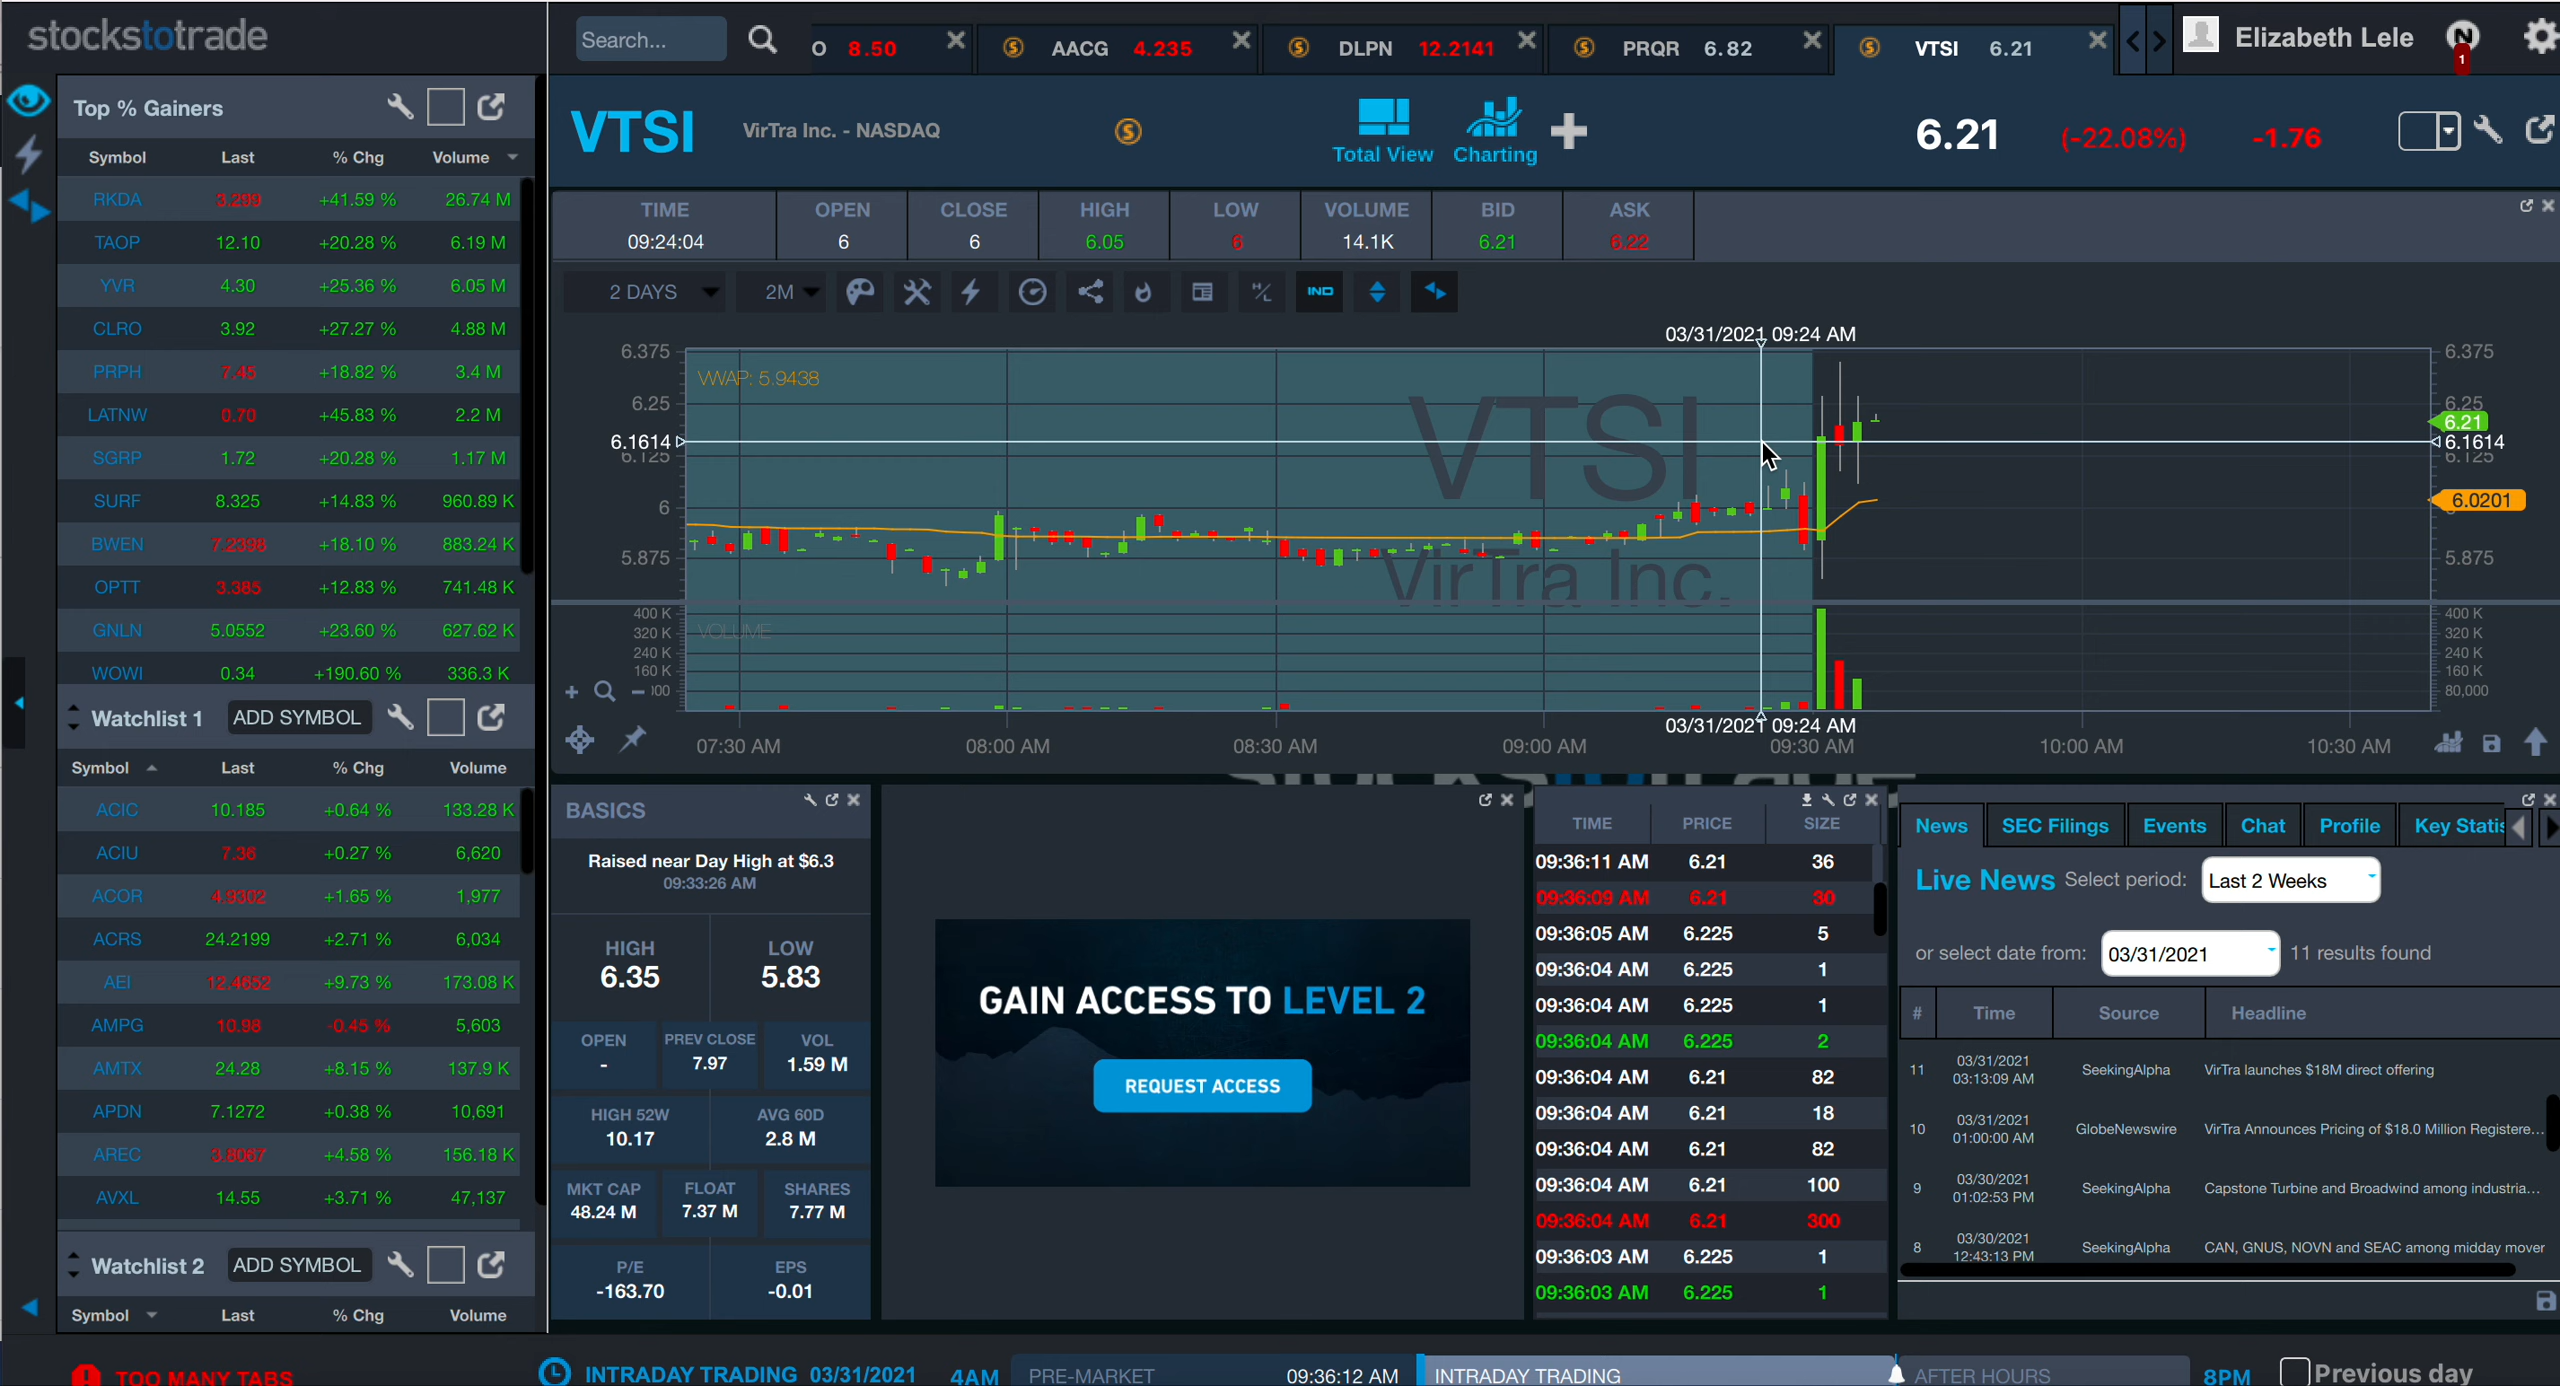 stockstotrade
Search...
O 8.50
AACG 4.235
DLPN 12.2141
PRQR 6.82
VTSI 6.21
Elizabeth Lele
N
1
Top % Gainers
Symbol Last % Chg Volume
RKDA 3.299 +41.59 % 26.74 M
TAOP 12.10 +20.28 % 6.19 M
YVR 4.30 +25.36 % 6.05 M
CLRO 3.92 +27.27 % 4.88 M
PRPH 7.45 +18.82 % 3.4 M
LATNW 0.70 +45.83 % 2.2 M
SGRP 1.72 +20.28 % 1.17 M
SURF 8.325 +14.83 % 960.89 K
BWEN 7.2398 +18.10 % 883.24 K
OPTT 3.385 +12.83 % 741.48 K
GNLN 5.0552 +23.60 % 627.62 K
WOWI 0.34 +190.60 % 336.3 K
Watchlist 1 ADD SYMBOL
Symbol Last % Chg Volume
ACIC 10.185 +0.64 % 133.28 K
ACIU 7.36 +0.27 % 6,620
ACOR 4.9302 +1.65 % 1,977
ACRS 24.2199 +2.71 % 6,034
AEI 12.4652 +9.73 % 173.08 K
AMPG 10.98 -0.45 % 5,603
AMTX 24.28 +8.15 % 137.9 K
APDN 7.1272 +0.38 % 10,691
AREC 3.8067 +4.58 % 156.18 K
AVXL 14.55 +3.71 % 47,137
Watchlist 2 ADD SYMBOL
Symbol Last % Chg Volume
VTSI VirTra Inc. - NASDAQ
Total View Charting
6.21 (-22.08%) -1.76
TIME OPEN CLOSE HIGH LOW VOLUME BID ASK
09:24:04 6 6 6.05 6 14.1K 6.21 6.22
2 DAYS 2M H/L IND
03/31/2021 09:24 AM
6.375 6.375
VWAP: 5.9438
6.25 6.25
6.21
6.1614 6.1614
6.125 6.125
6 6.0201
5.875 5.875
VTSI
VirTra Inc.
VOLUME
400 K 400 K
320 K 320 K
240 K 240 K
160 K 160 K
80,000
03/31/2021 09:24 AM
07:30 AM 08:00 AM 08:30 AM 09:00 AM 09:30 AM 10:00 AM 10:30 AM
BASICS
Raised near Day High at $6.3
09:33:26 AM
HIGH LOW
6.35 5.83
OPEN PREV CLOSE VOL
- 7.97 1.59 M
HIGH 52W AVG 60D
10.17 2.8 M
MKT CAP FLOAT SHARES
48.24 M 7.37 M 7.77 M
P/E EPS
-163.70 -0.01
GAIN ACCESS TO LEVEL 2
REQUEST ACCESS
TIME PRICE SIZE
09:36:11 AM 6.21 36
09:36:09 AM 6.21 30
09:36:05 AM 6.225 5
09:36:04 AM 6.225 1
09:36:04 AM 6.225 1
09:36:04 AM 6.225 2
09:36:04 AM 6.21 82
09:36:04 AM 6.21 18
09:36:04 AM 6.21 82
09:36:04 AM 6.21 100
09:36:04 AM 6.21 300
09:36:03 AM 6.225 1
09:36:03 AM 6.225 1
News SEC Filings Events Chat Profile Key Statis
Live News Select period: Last 2 Weeks
or select date from: 03/31/2021 11 results found
# Time Source Headline
11 03/31/2021 03:13:09 AM SeekingAlpha VirTra launches $18M direct offering
10 03/31/2021 01:00:00 AM GlobeNewswire VirTra Announces Pricing of $18.0 Million Registere...
9 03/30/2021 01:02:53 PM SeekingAlpha Capstone Turbine and Broadwind among industria...
8 03/30/2021 12:43:13 PM SeekingAlpha CAN, GNUS, NOVN and SEAC among midday mover
TOO MANY TABS
INTRADAY TRADING 03/31/2021 4AM PRE-MARKET 09:36:12 AM INTRADAY TRADING AFTER HOURS 8PM Previous day